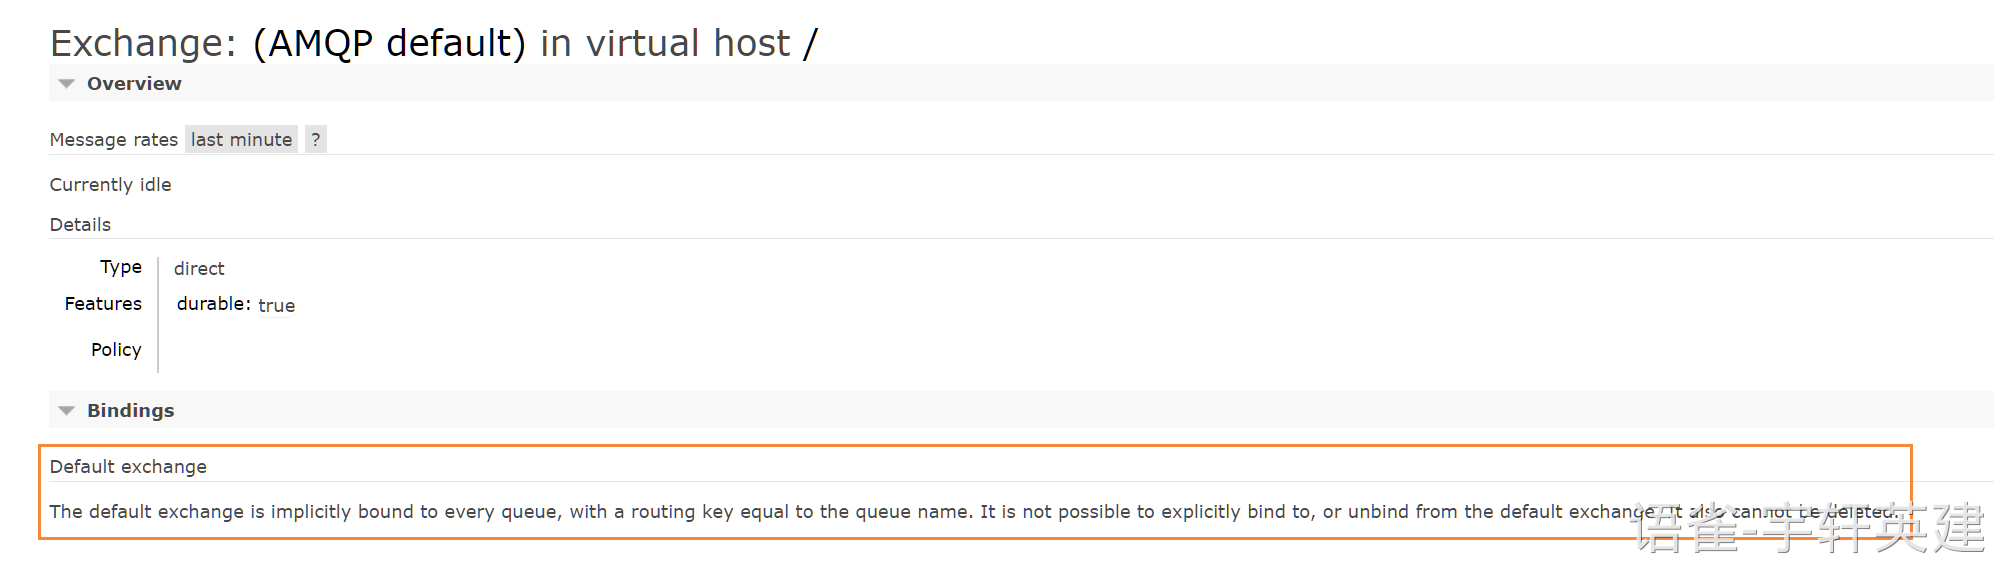 Exchange: (AMQP default) in virtual host /
Overview
Message rates last minute ?
Currently idle
Details
Type direct
Features durable: true
Policy
Bindings
Default exchange
The default exchange is implicitly bound to every queue, with a routing key equal to the queue name. It is not possible to explicitly bind to, or unbind from the default exchange. It also cannot be deleted.
语雀-宇轩英建